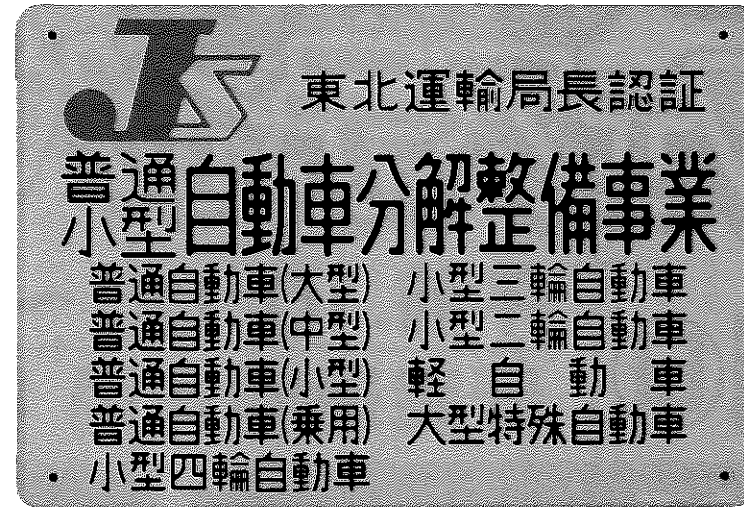 JS
東北運輸局長認証
普通
小型
自動車分解整備事業
普通自動車(大型) 小型三輪自動車
普通自動車(中型) 小型二輪自動車
普通自動車(小型) 軽自動車
普通自動車(乗用) 大型特殊自動車
小型四輪自動車